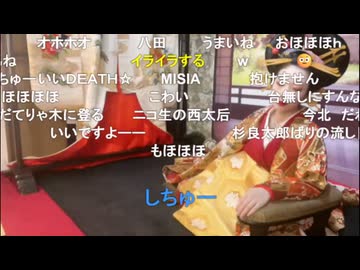 オホホオ 八田 うまいね おほほほh
ね イライラする w
ちゅーいいDEATH☆ MISIA 抱けません
ほほほほ こわい 台無しにすんな
だてりゃ木に登る ニコ生の西太后 今北 だれ
いいですよーー 杉良太郎ばりの流し
もほほほ
しちゅー